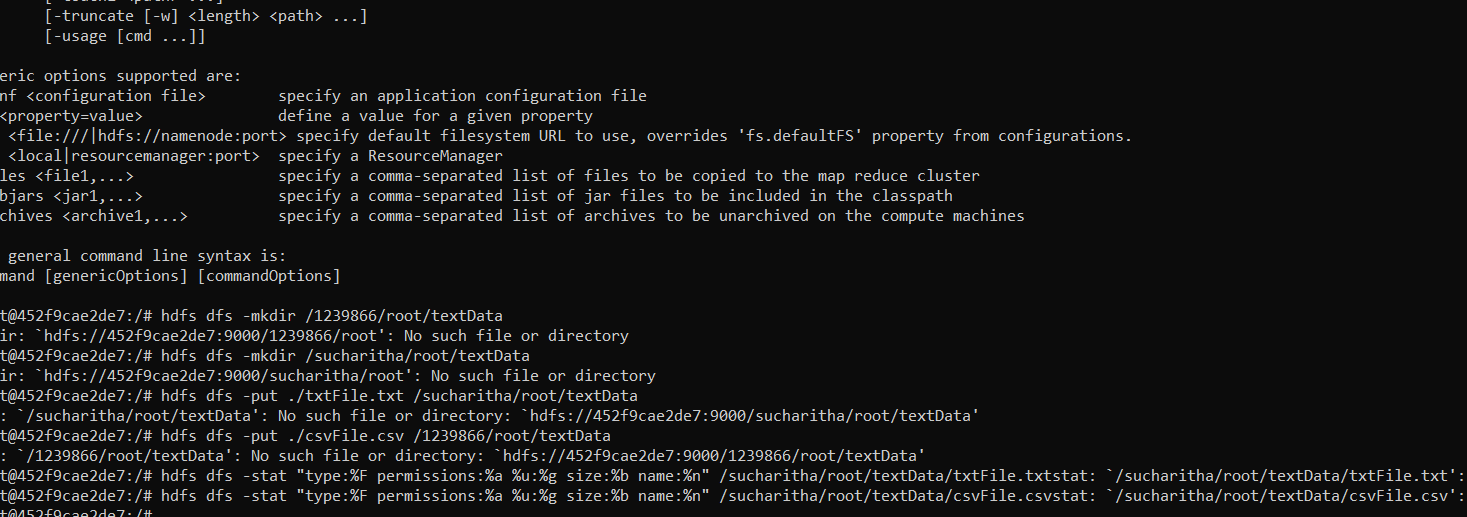 [-truncate [-w] <length> <path> ...]
[-usage [cmd ...]]
eric options supported are:
nf <configuration file> specify an application configuration file
<property=value> define a value for a given property
<file:///|hdfs://namenode:port> specify default filesystem URL to use, overrides 'fs.defaultFS' property from configurations.
<local|resourcemanager:port> specify a ResourceManager
les <file1,...> specify a comma-separated list of files to be copied to the map reduce cluster
bjars <jar1,...> specify a comma-separated list of jar files to be included in the classpath
chives <archive1,...> specify a comma-separated list of archives to be unarchived on the compute machines
general command line syntax is:
mand [genericOptions] [commandOptions]
t@452f9cae2de7:/# hdfs dfs -mkdir /1239866/root/textData
ir: `hdfs://452f9cae2de7:9000/1239866/root': No such file or directory
t@452f9cae2de7:/# hdfs dfs -mkdir /sucharitha/root/textData
ir: `hdfs://452f9cae2de7:9000/sucharitha/root': No such file or directory
t@452f9cae2de7:/# hdfs dfs -put ./txtFile.txt /sucharitha/root/textData
: `/sucharitha/root/textData': No such file or directory: `hdfs://452f9cae2de7:9000/sucharitha/root/textData'
t@452f9cae2de7:/# hdfs dfs -put ./csvFile.csv /1239866/root/textData
: `/1239866/root/textData': No such file or directory: `hdfs://452f9cae2de7:9000/1239866/root/textData'
t@452f9cae2de7:/# hdfs dfs -stat "type:%F permissions:%a %u:%g size:%b name:%n" /sucharitha/root/textData/txtFile.txtstat: `/sucharitha/root/textData/txtFile.txt':
t@452f9cae2de7:/# hdfs dfs -stat "type:%F permissions:%a %u:%g size:%b name:%n" /sucharitha/root/textData/csvFile.csvstat: `/sucharitha/root/textData/csvFile.csv':
t@452f9cae2de7:/#